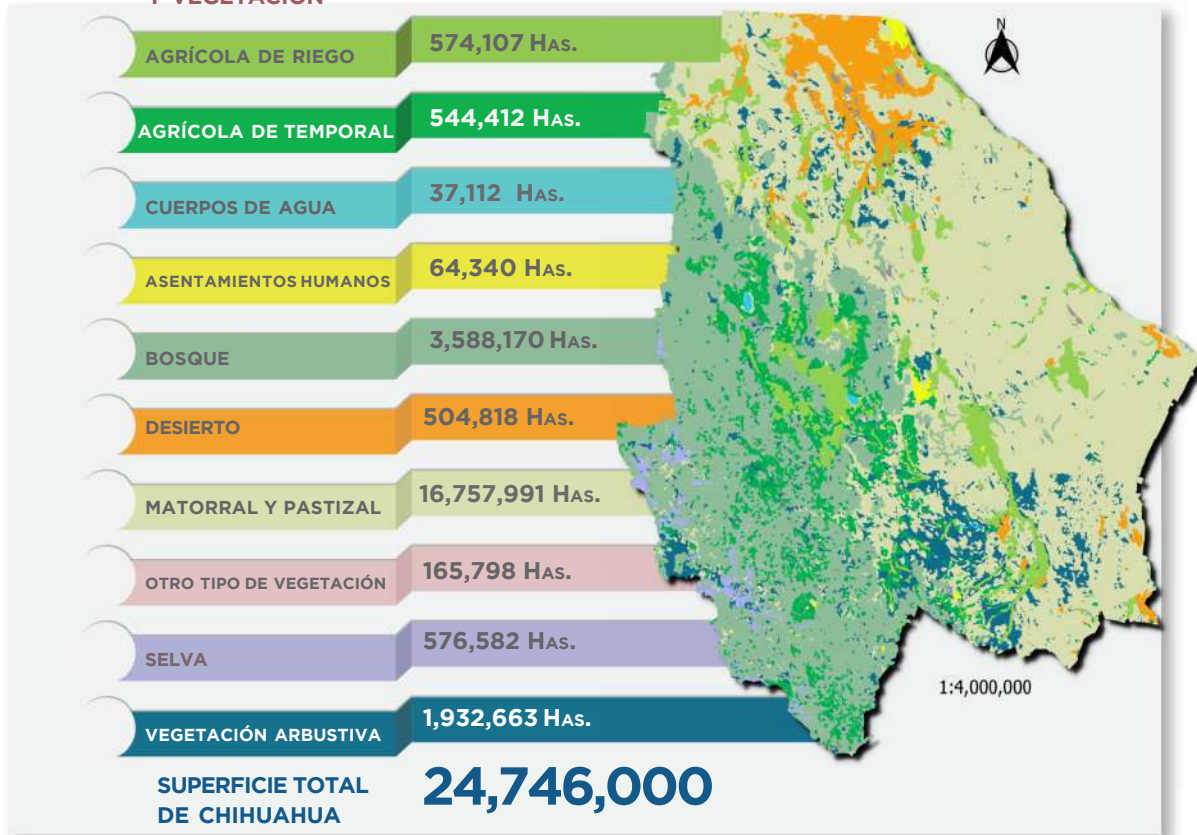 Y VEGETACIÓN
AGRÍCOLA DE RIEGO 574,107 HAS.
AGRÍCOLA DE TEMPORAL 544,412 HAS.
CUERPOS DE AGUA 37,112 HAS.
ASENTAMIENTOS HUMANOS 64,340 HAS.
BOSQUE 3,588,170 HAS.
DESIERTO 504,818 HAS.
MATORRAL Y PASTIZAL 16,757,991 HAS.
OTRO TIPO DE VEGETACIÓN 165,798 HAS.
SELVA 576,582 HAS.
VEGETACIÓN ARBUSTIVA 1,932,663 HAS.
SUPERFICIE TOTAL
DE CHIHUAHUA
24,746,000
N
1:4,000,000